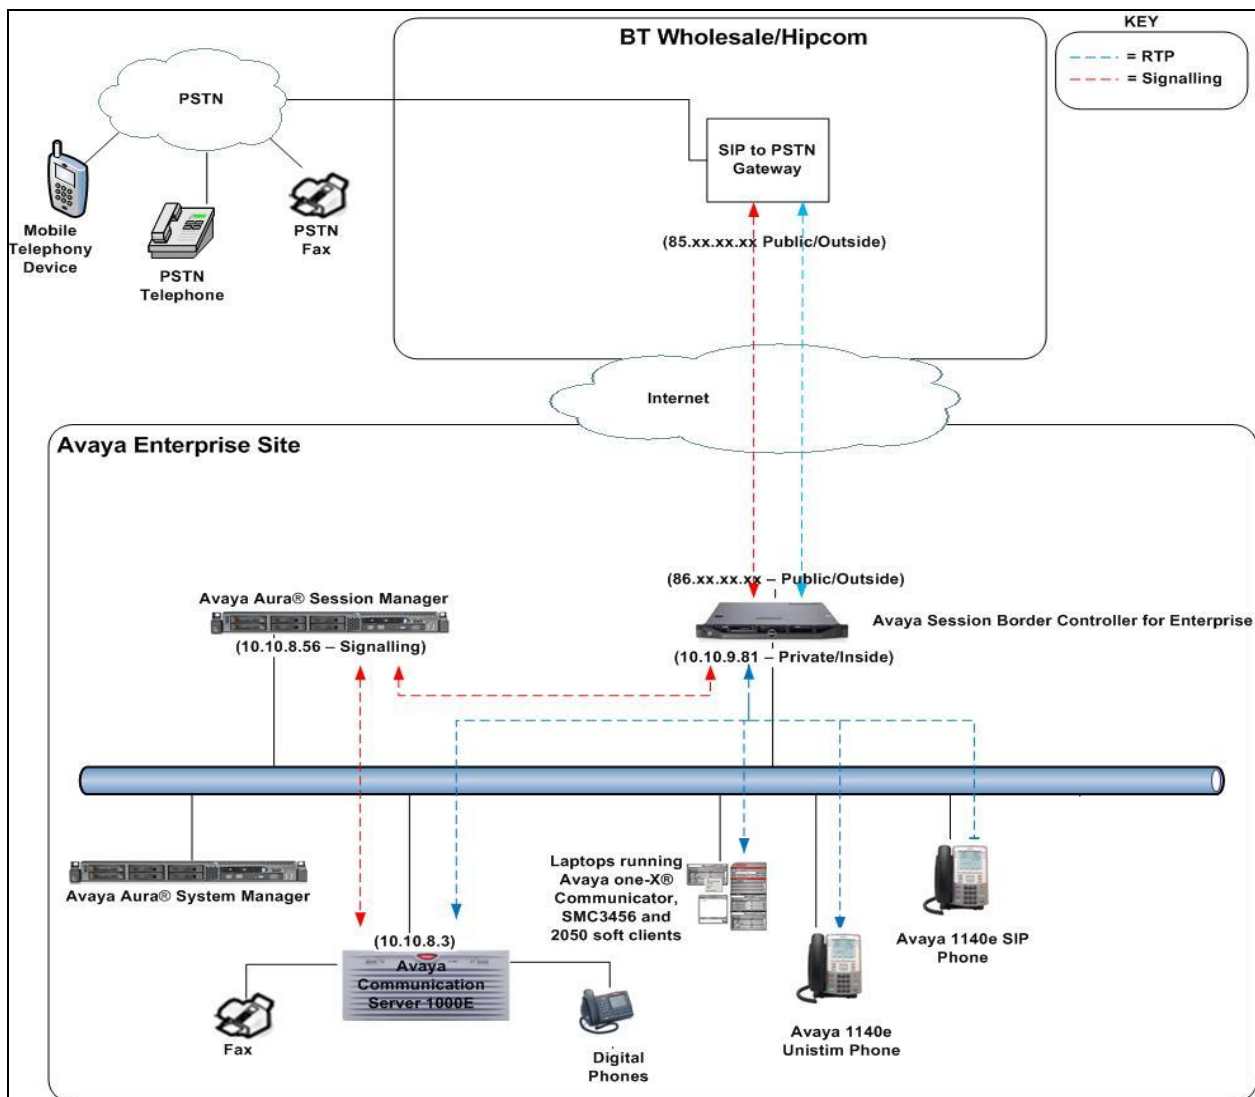 BT Wholesale/Hipcom
KEY
= RTP
= Signalling
PSTN
SIP to PSTN
Gateway
Mobile
Telephony
Device
PSTN
Telephone
PSTN
Fax
(85.xx.xx.xx Public/Outside)
Internet
Avaya Enterprise Site
(86.xx.xx.xx – Public/Outside)
Avaya Aura® Session Manager
(10.10.8.56 – Signalling)
Avaya Session Border Controller for Enterprise
(10.10.9.81 – Private/Inside)
Avaya Aura® System Manager
(10.10.8.3)
Avaya
Communication
Server 1000E
Fax
Digital
Phones
Laptops running
Avaya one-X®
Communicator,
SMC3456 and
2050 soft clients
Avaya 1140e
Unistim Phone
Avaya 1140e SIP
Phone